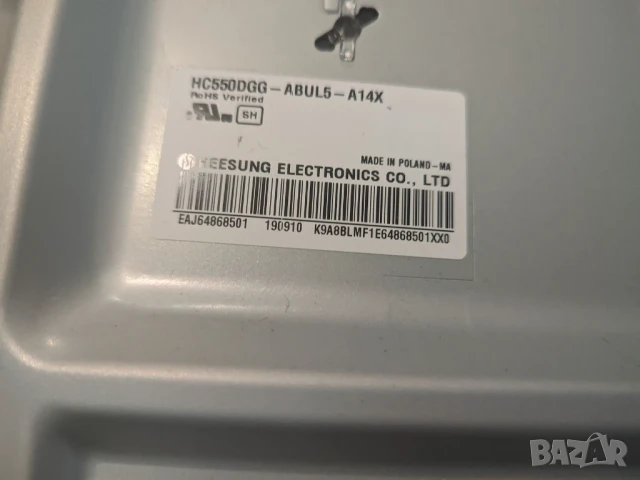 HC550DGG-ABUL5-A14X
RoHS Verified
SH
MADE IN POLAND-MA
HEESUNG ELECTRONICS CO., LTD
EAJ64868501 190910 K9A8BLMF1E64868501XX0
BAZAR